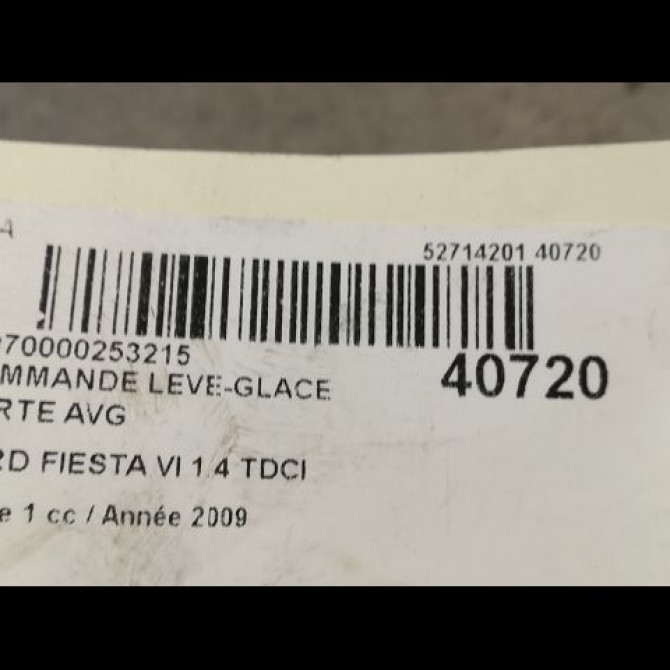 52714201 40720
70000253215
40720
MMANDE LEVE-GLACE
RTE AVG
RD FIESTA VI 1.4 TDCI
e 1 cc / Année 2009